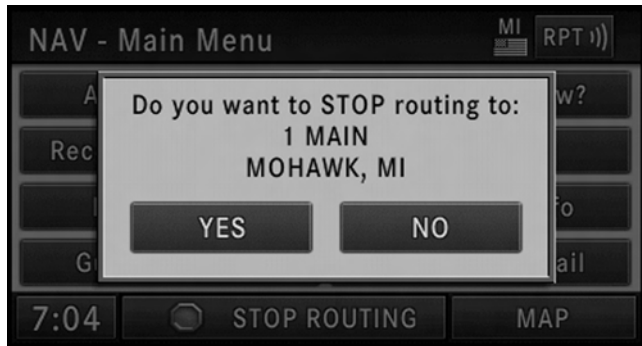 NAV - Main Menu
MI
RPT
Do you want to STOP routing to:
1 MAIN
MOHAWK, MI
YES
NO
7:04
STOP ROUTING
MAP